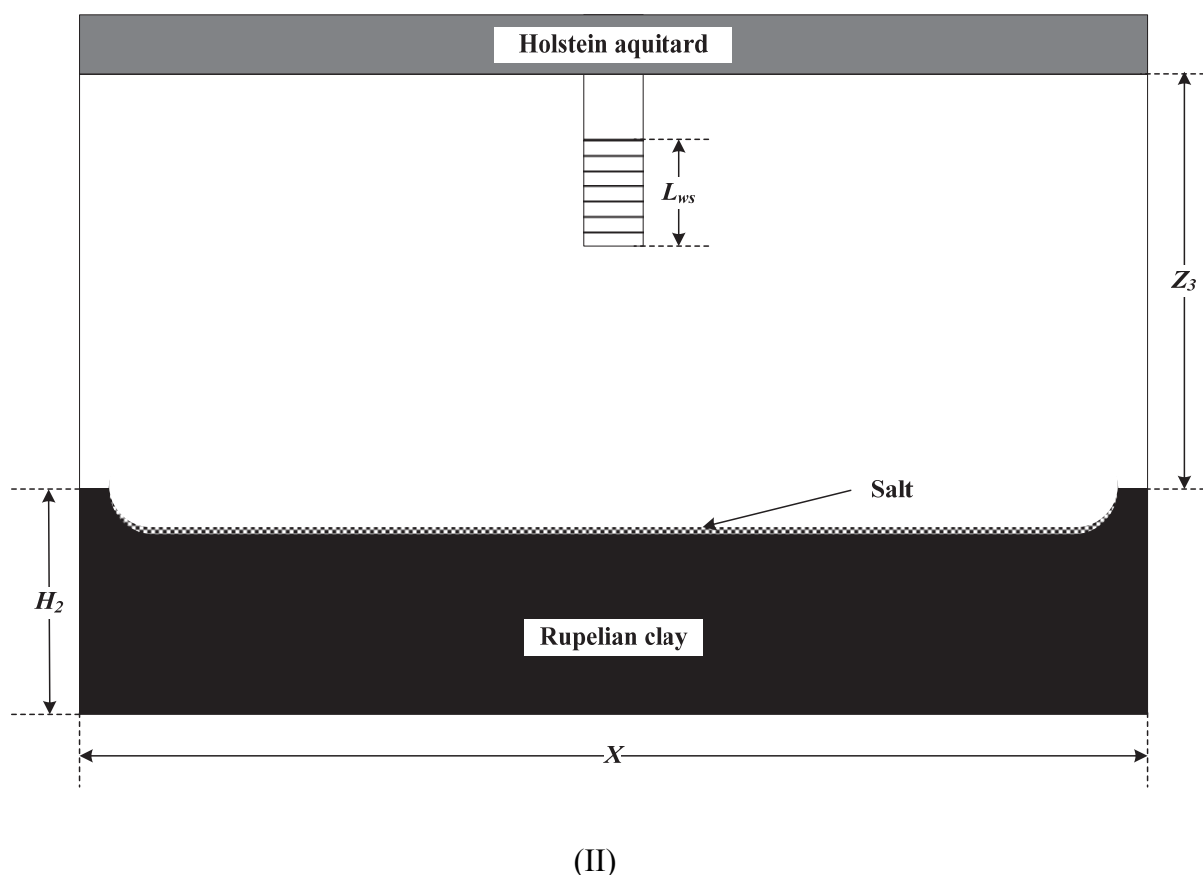 Holstein aquitard
Lws
Z3
Salt
H2
Rupelian clay
X
(II)